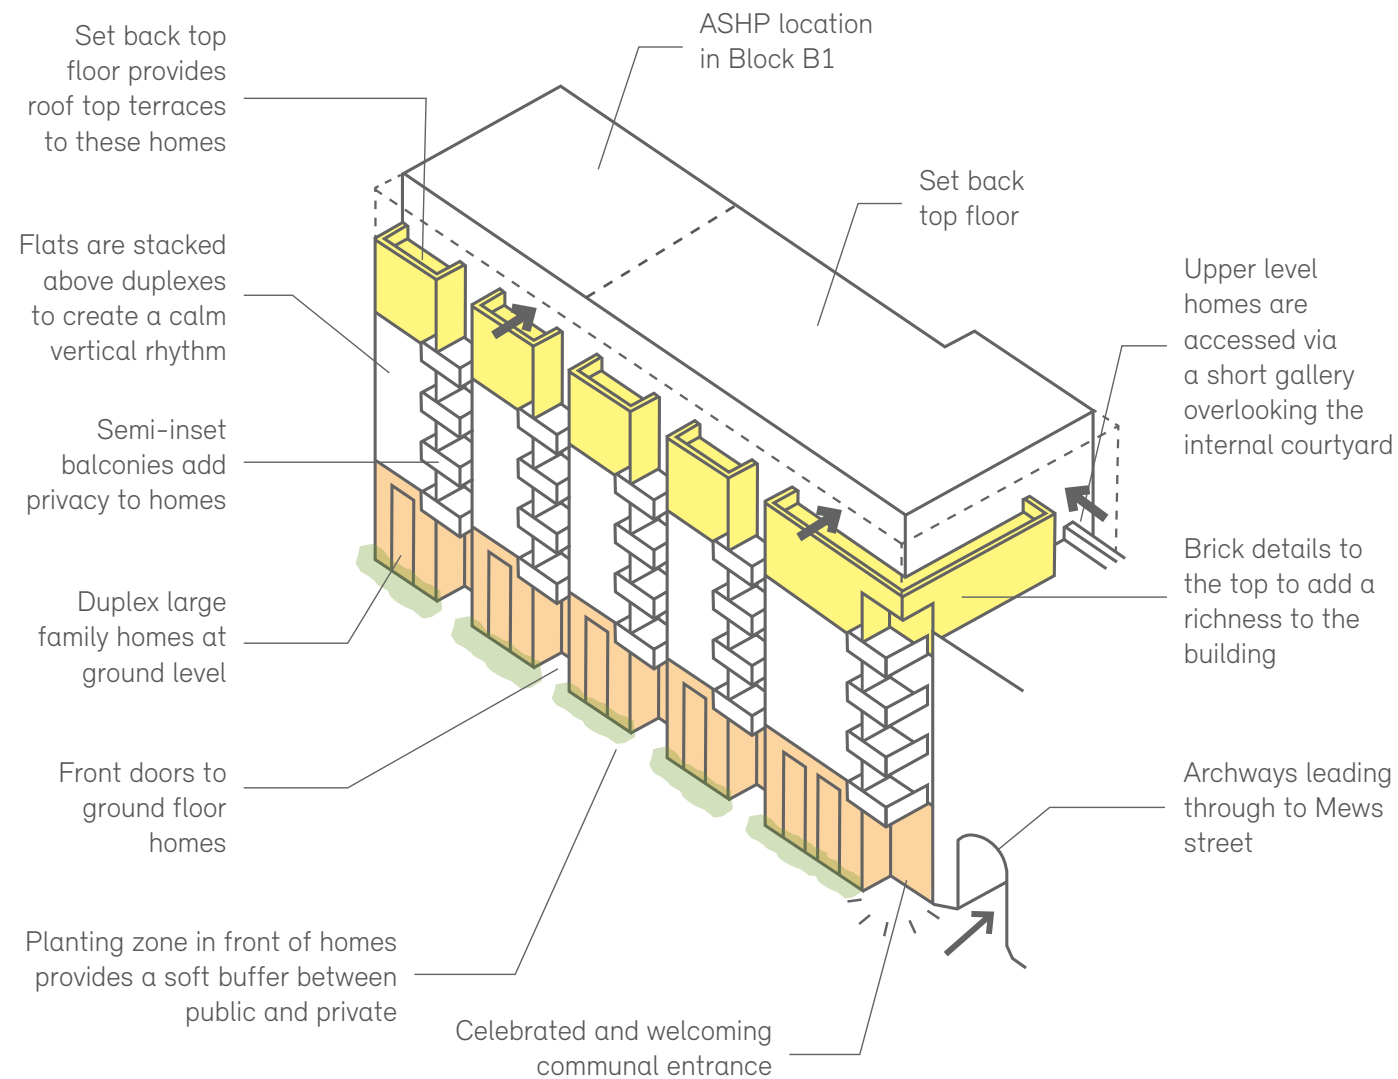 Set back top
floor provides
roof top terraces
to these homes
ASHP location
in Block B1
Set back
top floor
Flats are stacked
above duplexes
to create a calm
vertical rhythm
Upper level
homes are
accessed via
a short gallery
overlooking the
internal courtyard
Semi-inset
balconies add
privacy to homes
Brick details to
the top to add a
richness to the
building
Duplex large
family homes at
ground level
Front doors to
ground floor
homes
Archways leading
through to Mews
street
Planting zone in front of homes
provides a soft buffer between
public and private
Celebrated and welcoming
communal entrance